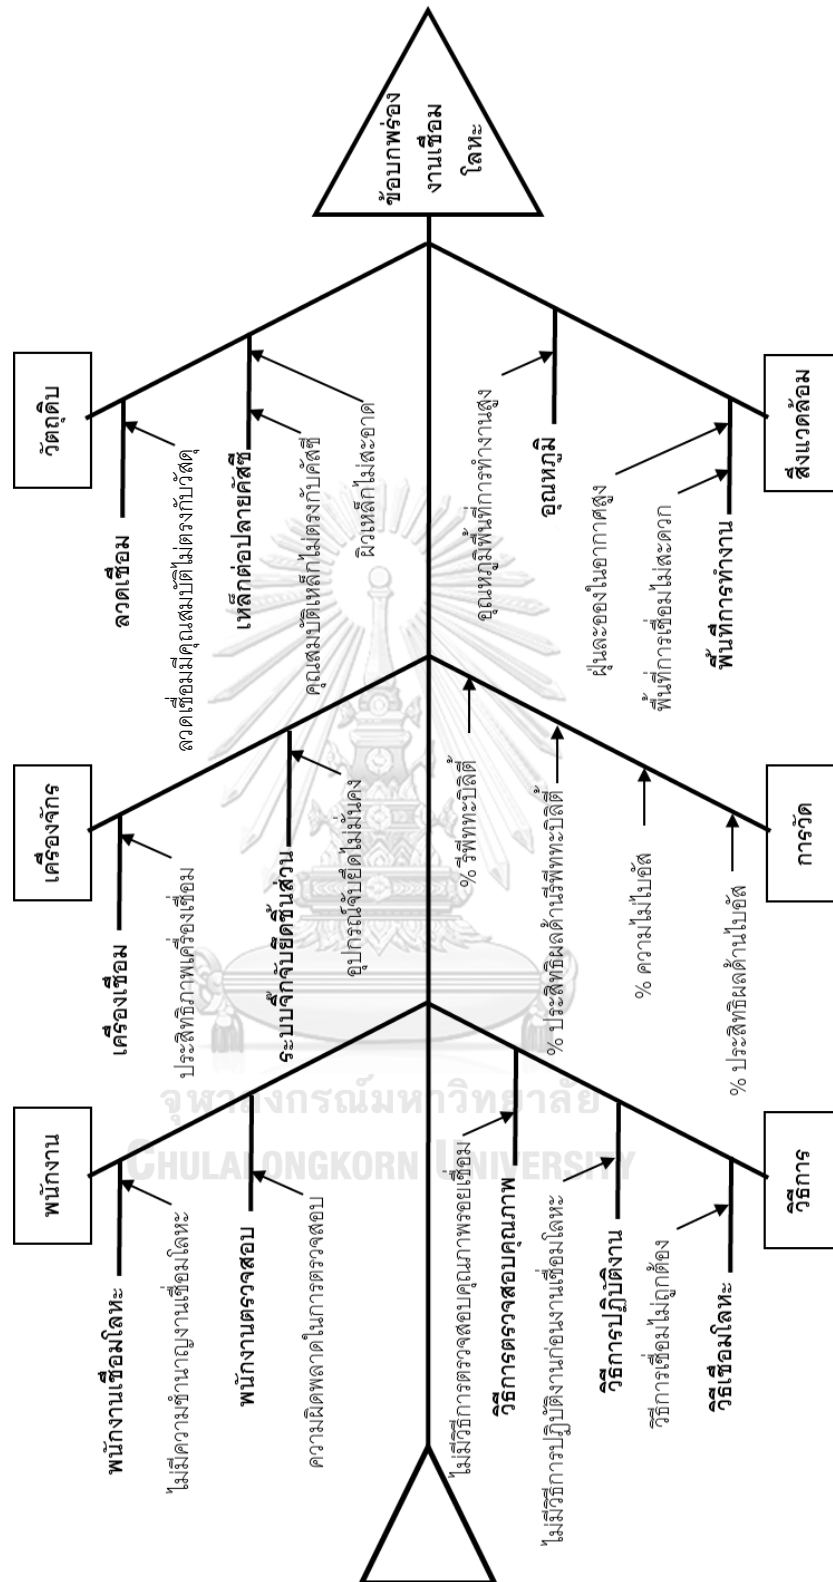 พนักงาน
เครื่องจักร
วัตถุดิบ
พนักงานเชื่อมโลหะ
ไม่มีความชำนาญงานเชื่อมโลหะ
พนักงานตรวจสอบ
ความผิดพลาดในการตรวจสอบ
เครื่องเชื่อม
ประสิทธิภาพเครื่องเชื่อม
ระบบจิ๊กจับยึดชิ้นส่วน
อุปกรณ์จับยึดไม่มั่นคง
ลวดเชื่อม
ลวดเชื่อมมีคุณสมบัติไม่ตรงกับวัสดุ
เหล็กต่อปลายคัสซี
คุณสมบัติเหล็กไม่ตรงกับคัสซี
ผิวเหล็กไม่สะอาด
ข้อบกพร่อง
งานเชื่อม
โลหะ
ไม่มีวิธีการตรวจสอบคุณภาพรอยเชื่อม
วิธีการตรวจสอบคุณภาพ
ไม่มีวิธีการปฏิบัติงานก่อนงานเชื่อมโลหะ
วิธีการปฏิบัติงาน
วิธีการเชื่อมไม่ถูกต้อง
วิธีเชื่อมโลหะ
% รีพีททะบิลิตี้
% ประสิทธิผลด้านรีพีททะบิลิตี้
% ความไม่ไบอัส
% ประสิทธิผลด้านไบอัส
อุณหภูมิพื้นที่การทำงานสูง
อุณหภูมิ
ฝุ่นละอองในอากาศสูง
พื้นที่การเชื่อมไม่สะดวก
พื้นที่การทำงาน
วิธีการ
การวัด
สิ่งแวดล้อม
จุฬาลงกรณ์มหาวิทยาลัย
CHULALONGKORN UNIVERSITY